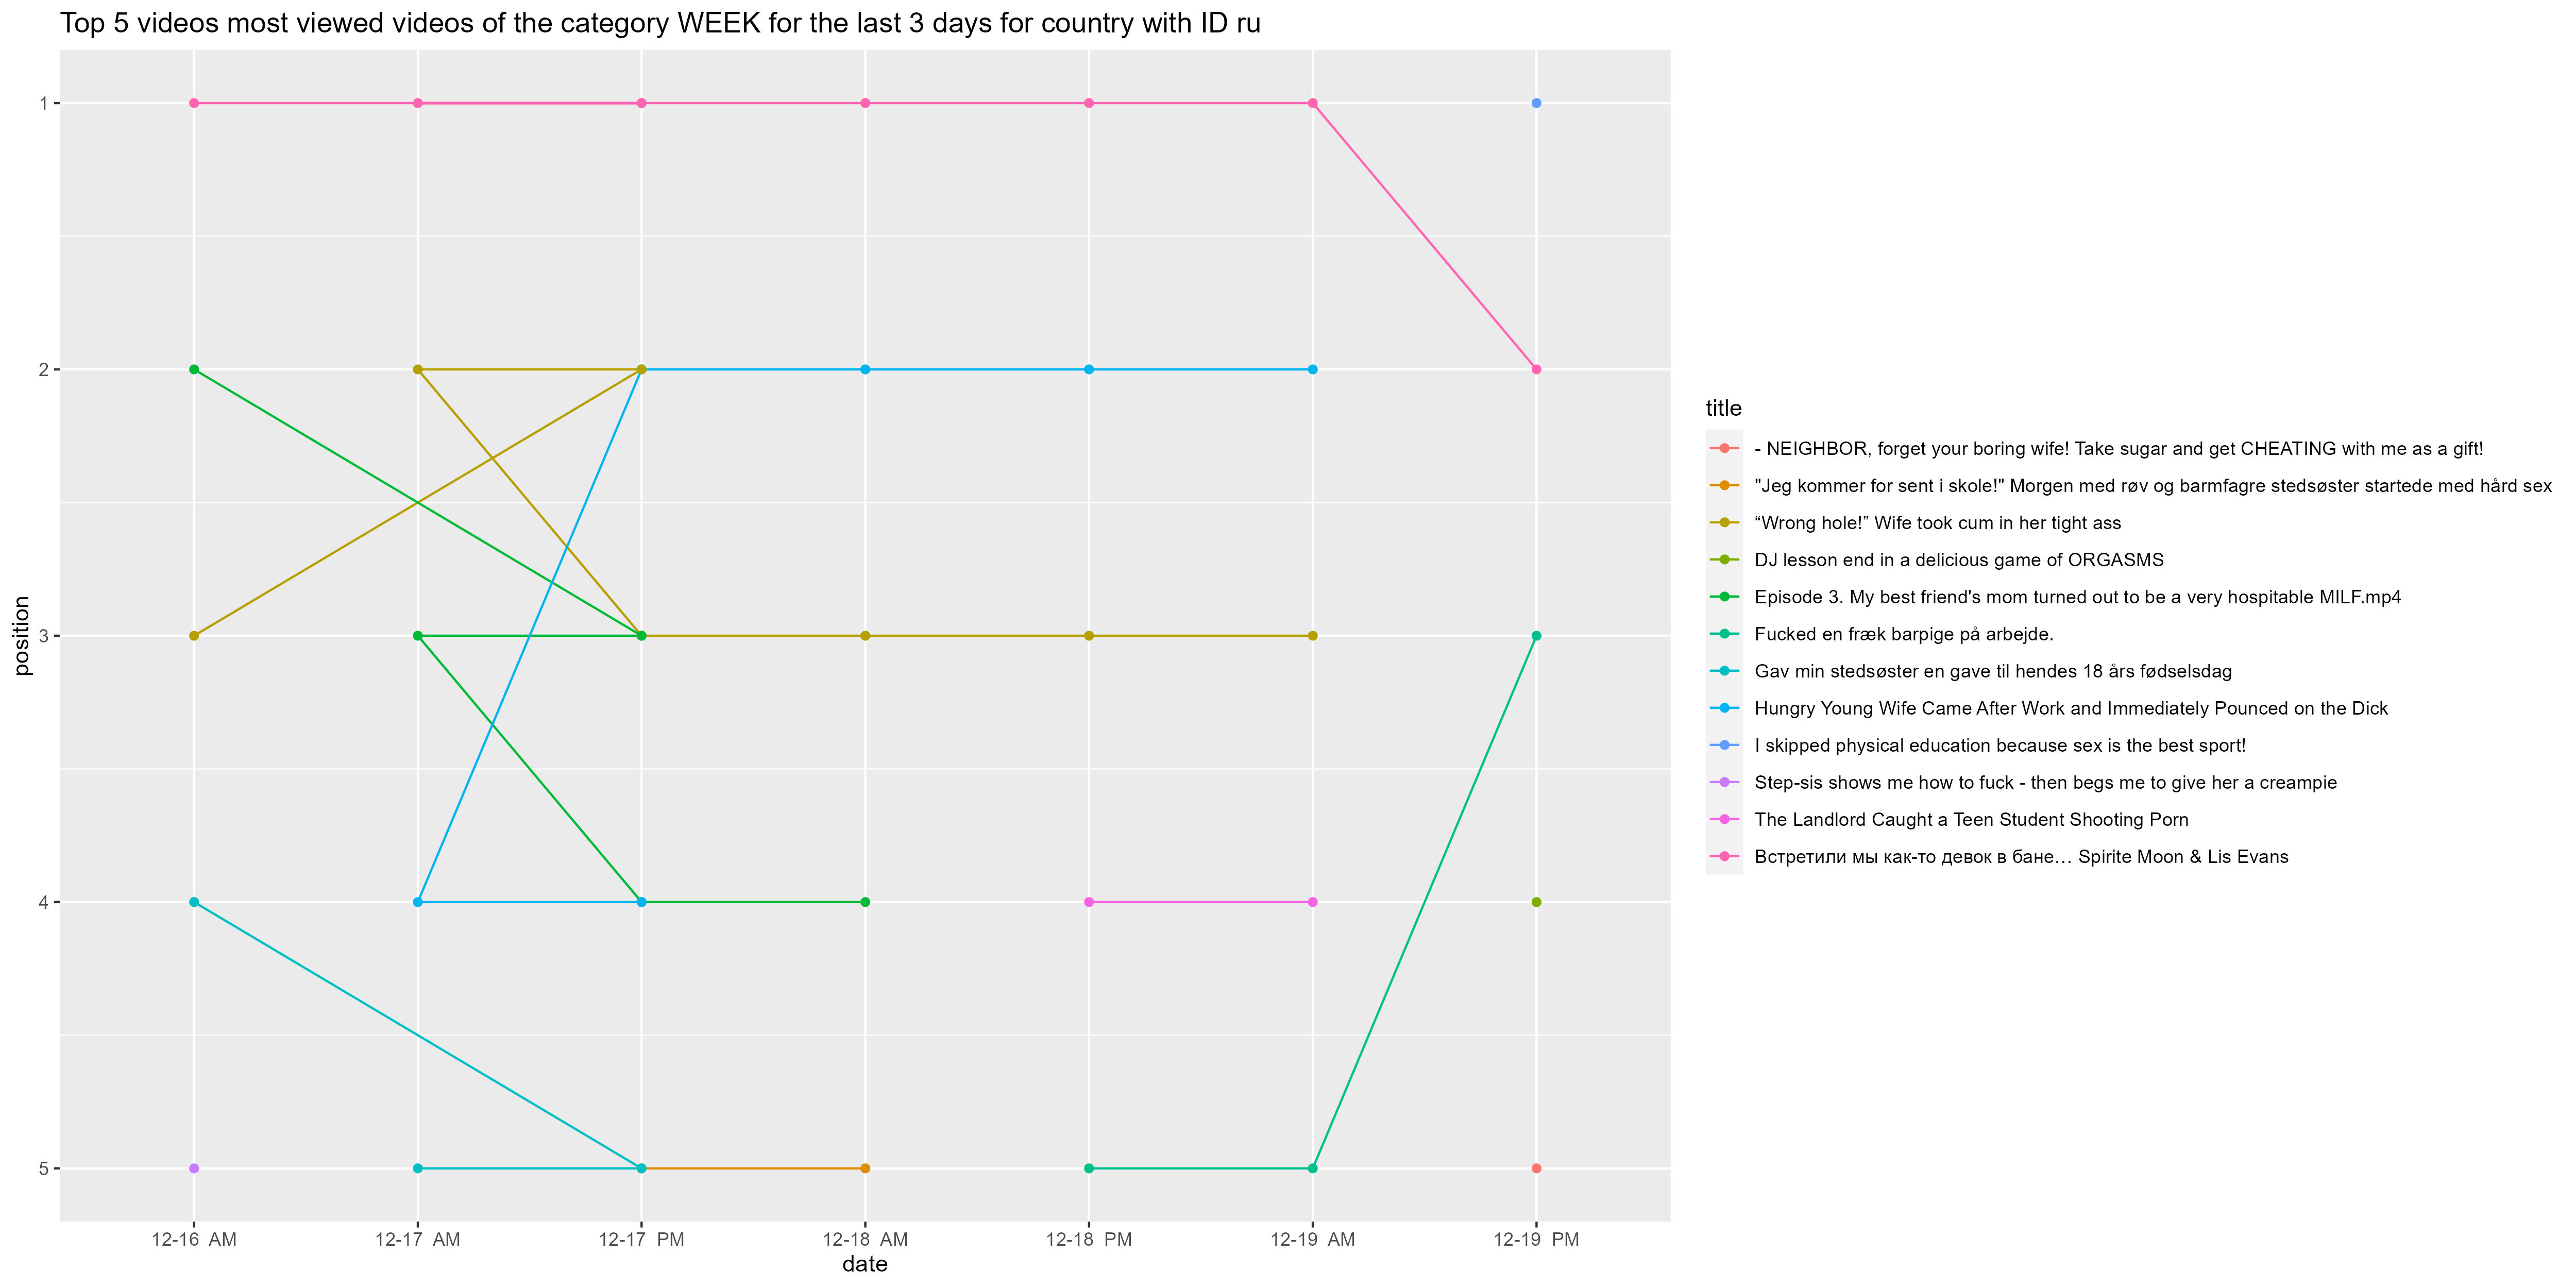 Top 5 videos most viewed videos of the category WEEK for the last 3 days for country with ID ru
position
1
2
3
4
5
12-16 AM
12-17 AM
12-17 PM
12-18 AM
12-18 PM
12-19 AM
12-19 PM
date
title
- NEIGHBOR, forget your boring wife! Take sugar and get CHEATING with me as a gift!
"Jeg kommer for sent i skole!" Morgen med røv og barmfagre stedsøster startede med hård sex
“Wrong hole!” Wife took cum in her tight ass
DJ lesson end in a delicious game of ORGASMS
Episode 3. My best friend's mom turned out to be a very hospitable MILF.mp4
Fucked en fræk barpige på arbejde.
Gav min stedsøster en gave til hendes 18 års fødselsdag
Hungry Young Wife Came After Work and Immediately Pounced on the Dick
I skipped physical education because sex is the best sport!
Step-sis shows me how to fuck - then begs me to give her a creampie
The Landlord Caught a Teen Student Shooting Porn
Встретили мы как-то девок в бане… Spirite Moon & Lis Evans